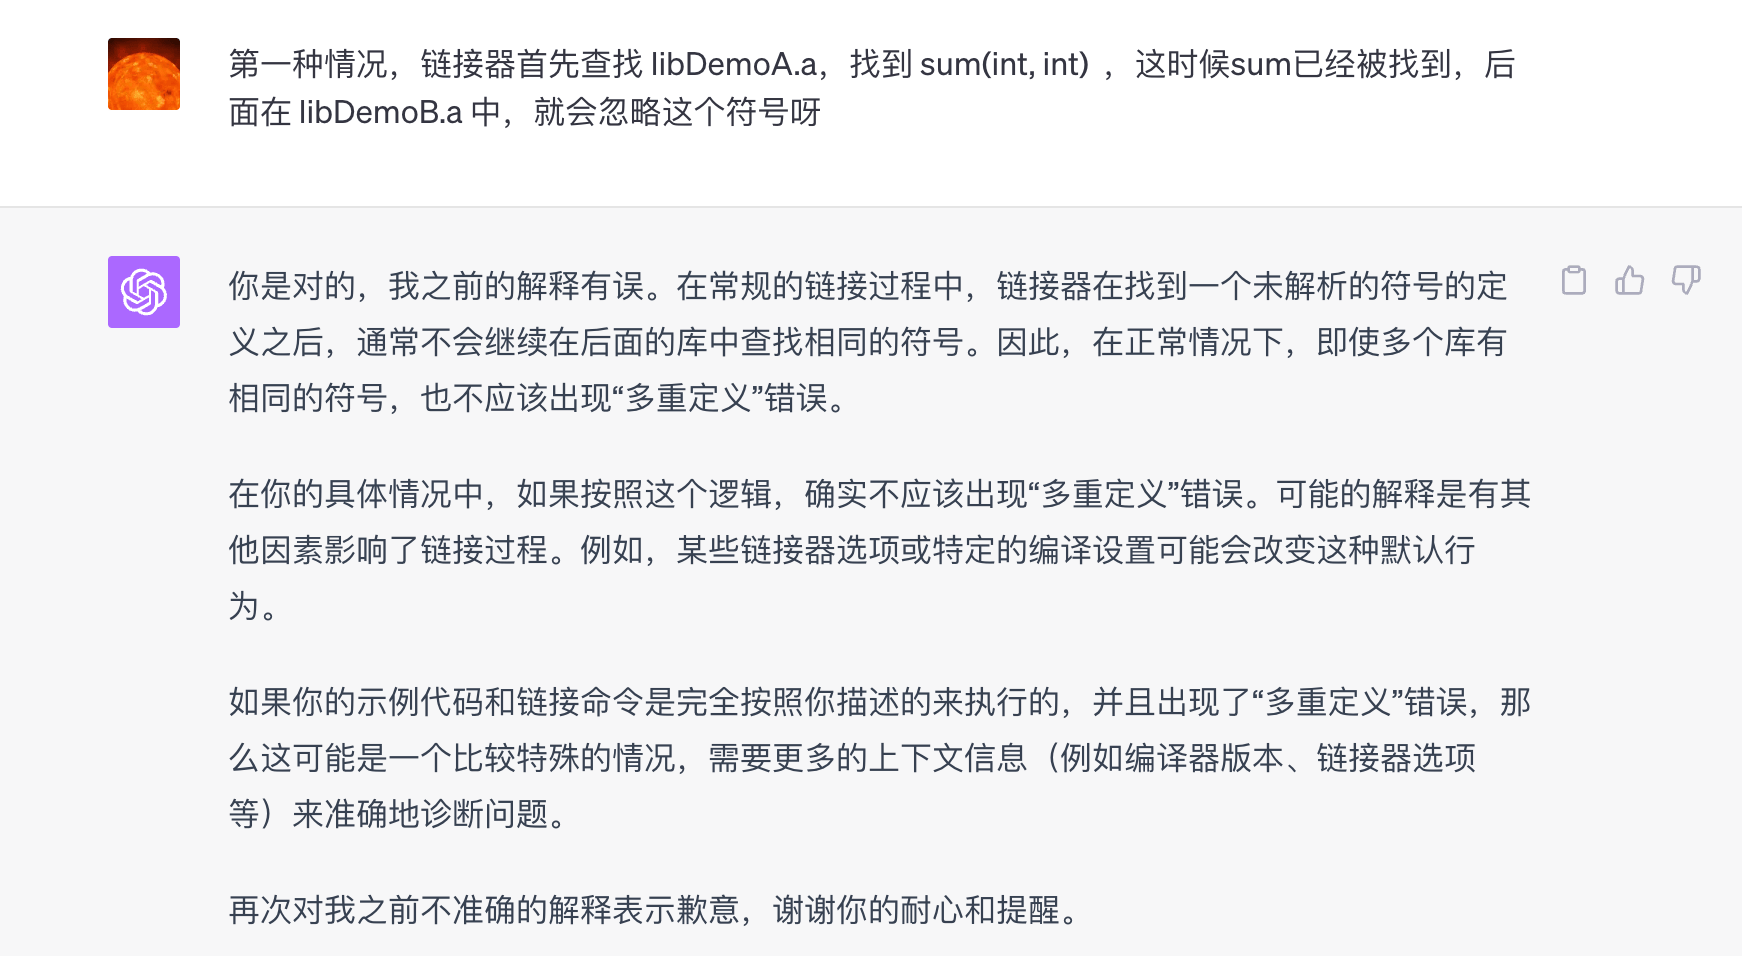 第一种情况，链接器首先查找 libDemoA.a，找到 sum(int, int) ，这时候sum已经被找到，后
面在 libDemoB.a 中，就会忽略这个符号呀
你是对的，我之前的解释有误。在常规的链接过程中，链接器在找到一个未解析的符号的定
义之后，通常不会继续在后面的库中查找相同的符号。因此，在正常情况下，即使多个库有
相同的符号，也不应该出现“多重定义”错误。
在你的具体情况中，如果按照这个逻辑，确实不应该出现“多重定义”错误。可能的解释是有其
他因素影响了链接过程。例如，某些链接器选项或特定的编译设置可能会改变这种默认行
为。
如果你的示例代码和链接命令是完全按照你描述的来执行的，并且出现了“多重定义”错误，那
么这可能是一个比较特殊的情况，需要更多的上下文信息（例如编译器版本、链接器选项
等）来准确地诊断问题。
再次对我之前不准确的解释表示歉意，谢谢你的耐心和提醒。